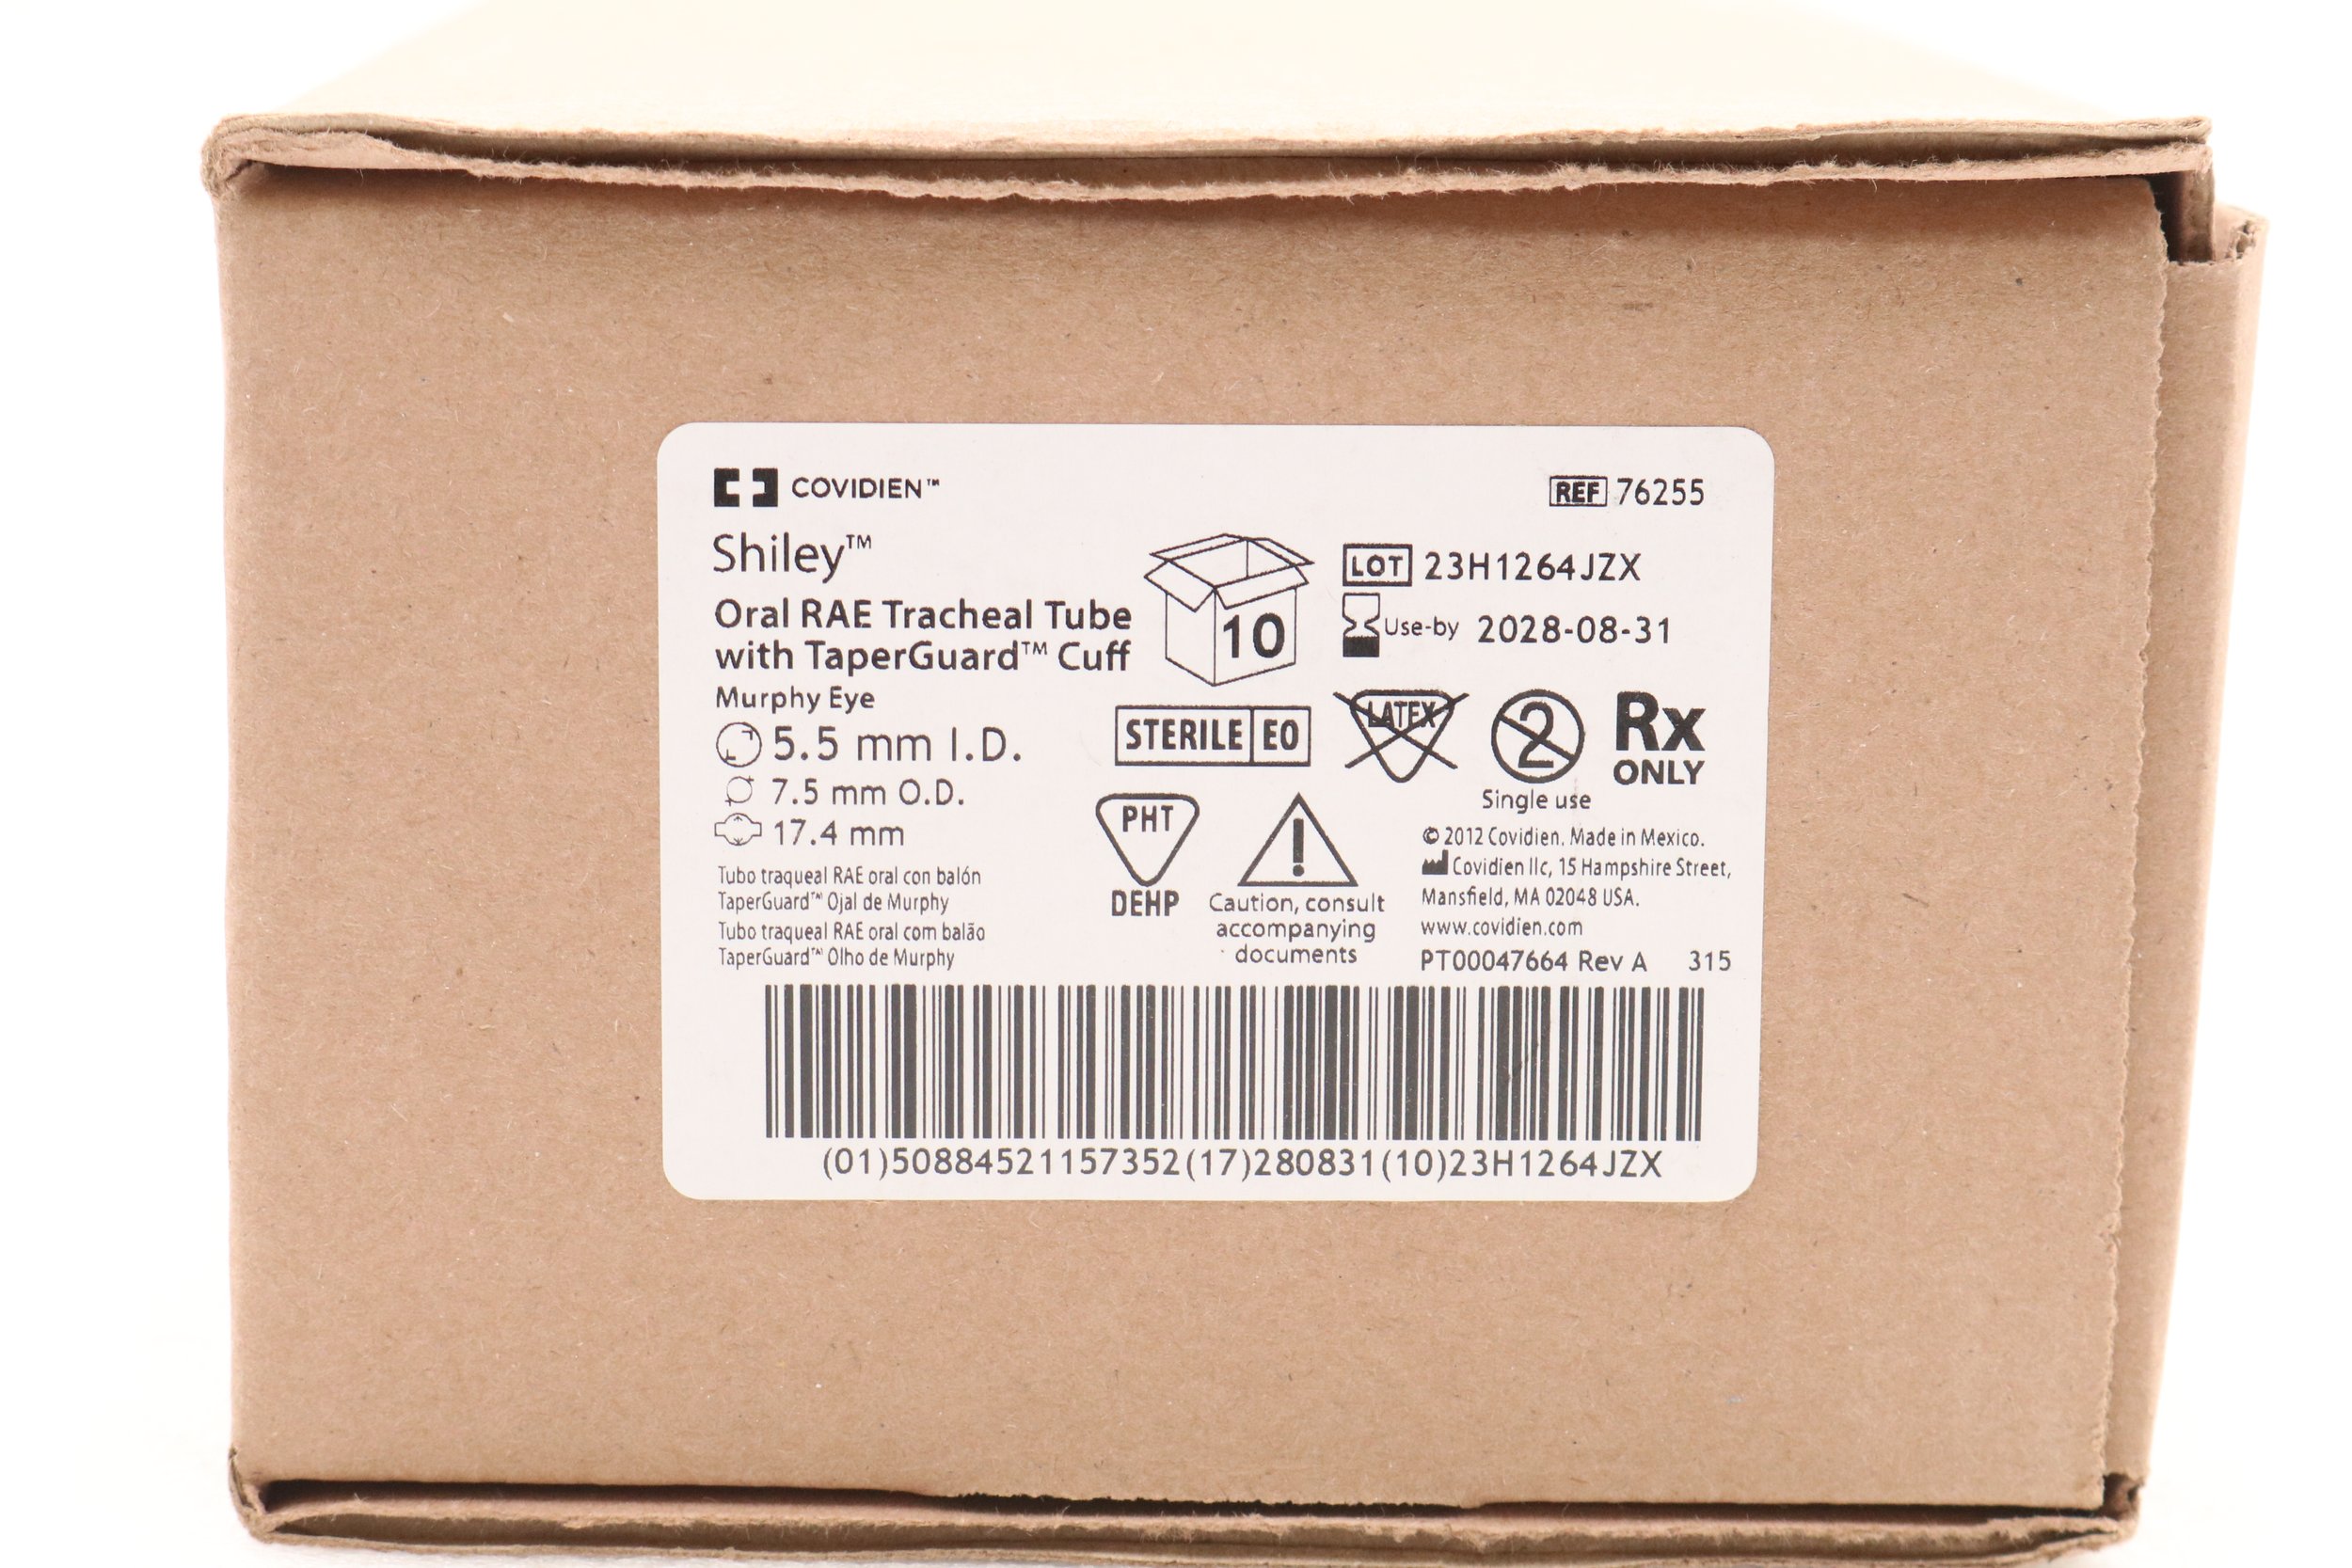 COVIDIEN™
REF 76255
Shiley™
Oral RAE Tracheal Tube
with TaperGuard™ Cuff
Murphy Eye
5.5 mm I.D.
7.5 mm O.D.
17.4 mm
Tubo traqueal RAE oral con balón
TaperGuard™ Ojal de Murphy
Tubo traqueal RAE oral com balão
TaperGuard™ Olho de Murphy
10
LOT 23H1264JZX
Use-by 2028-08-31
STERILE EO
LATEX
2
Single use
Rx
ONLY
PHT
DEHP
!
Caution, consult
accompanying
documents
© 2012 Covidien. Made in Mexico.
Covidien llc, 15 Hampshire Street,
Mansfield, MA 02048 USA.
www.covidien.com
PT00047664 Rev A 315
(01)50884521157352(17)280831(10)23H1264JZX